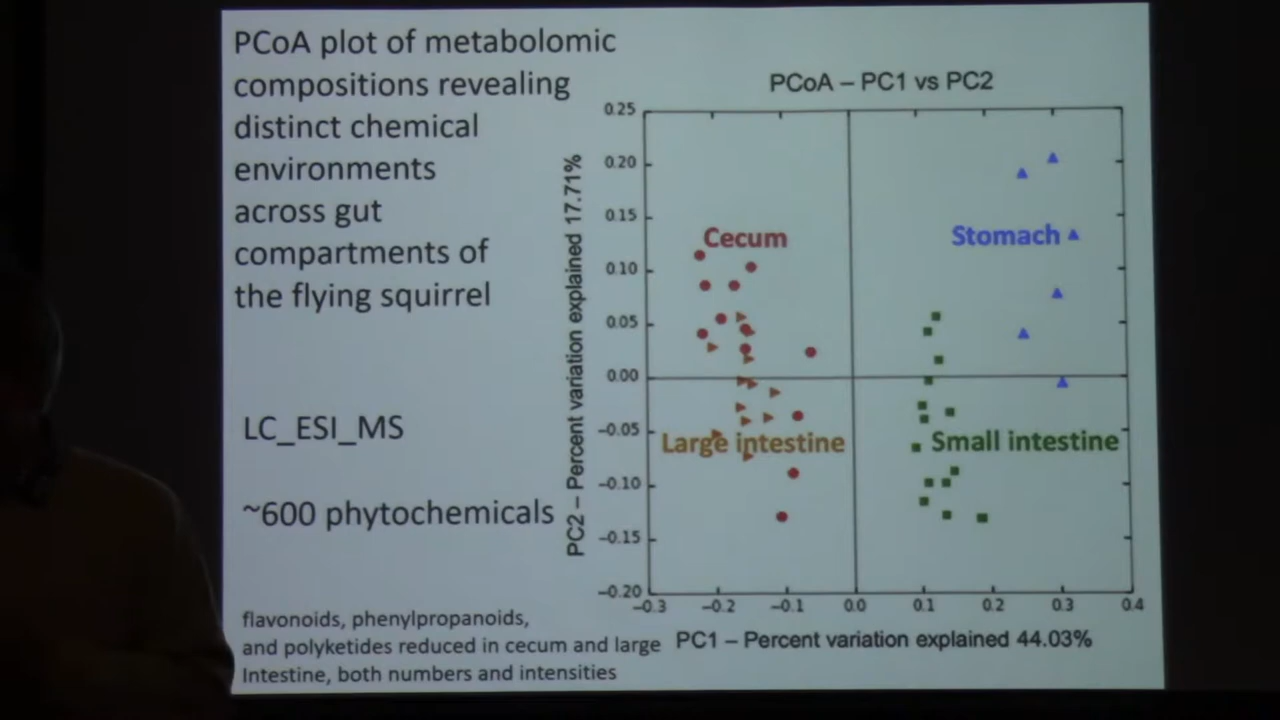 PCoA plot of metabolomic
compositions revealing
distinct chemical
environments
across gut
compartments of
the flying squirrel
LC_ESI_MS
~600 phytochemicals
flavonoids, phenylpropanoids,
and polyketides reduced in cecum and large
Intestine, both numbers and intensities
PCoA – PC1 vs PC2
PC2 – Percent variation explained 17.71%
0.25
0.20
0.15
0.10
0.05
0.00
−0.05
−0.10
−0.15
−0.20
Cecum
Stomach
Large intestine
Small intestine
−0.3 −0.2 −0.1 0.0 0.1 0.2 0.3 0.4
PC1 – Percent variation explained 44.03%